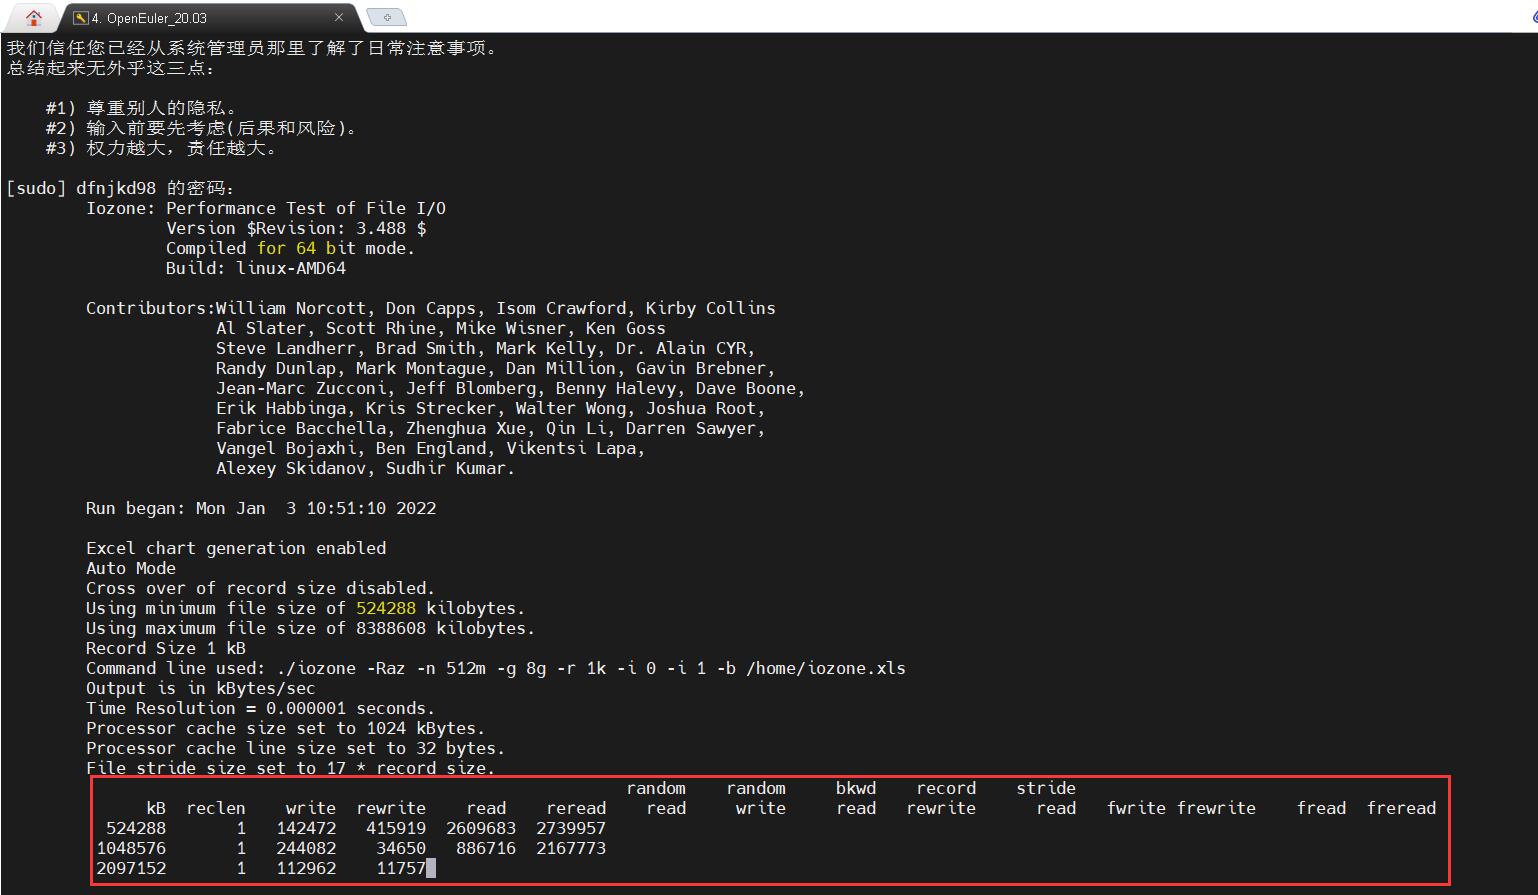 4. OpenEuler_20.03
我们信任您已经从系统管理员那里了解了日常注意事项。
总结起来无外乎这三点：
#1) 尊重别人的隐私。
#2) 输入前要先考虑(后果和风险)。
#3) 权力越大，责任越大。
[sudo] dfnjkd98 的密码：
Iozone: Performance Test of File I/O
Version $Revision: 3.488 $
Compiled for 64 bit mode.
Build: linux-AMD64
Contributors:William Norcott, Don Capps, Isom Crawford, Kirby Collins
Al Slater, Scott Rhine, Mike Wisner, Ken Goss
Steve Landherr, Brad Smith, Mark Kelly, Dr. Alain CYR,
Randy Dunlap, Mark Montague, Dan Million, Gavin Brebner,
Jean-Marc Zucconi, Jeff Blomberg, Benny Halevy, Dave Boone,
Erik Habbinga, Kris Strecker, Walter Wong, Joshua Root,
Fabrice Bacchella, Zhenghua Xue, Qin Li, Darren Sawyer,
Vangel Bojaxhi, Ben England, Vikentsi Lapa,
Alexey Skidanov, Sudhir Kumar.
Run began: Mon Jan  3 10:51:10 2022
Excel chart generation enabled
Auto Mode
Cross over of record size disabled.
Using minimum file size of 524288 kilobytes.
Using maximum file size of 8388608 kilobytes.
Record Size 1 kB
Command line used: ./iozone -Raz -n 512m -g 8g -r 1k -i 0 -i 1 -b /home/iozone.xls
Output is in kBytes/sec
Time Resolution = 0.000001 seconds.
Processor cache size set to 1024 kBytes.
Processor cache line size set to 32 bytes.
File stride size set to 17 * record size.
random random bkwd record stride
kB reclen write rewrite read reread read write read rewrite read fwrite frewrite fread freread
524288 1 142472 415919 2609683 2739957
1048576 1 244082 34650 886716 2167773
2097152 1 112962 11757